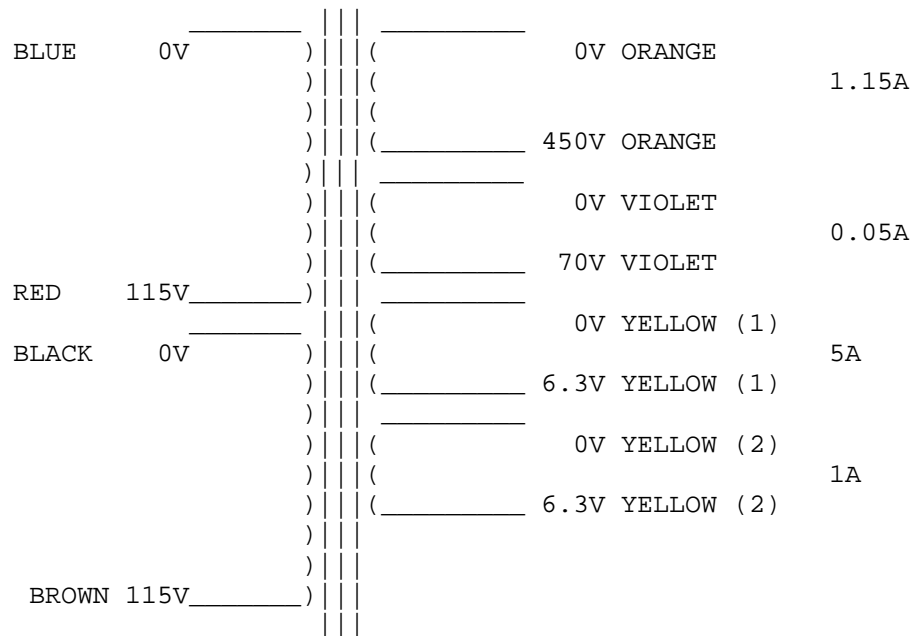 BLUE 0V 0V ORANGE
1.15A
450V ORANGE
0V VIOLET
0.05A
70V VIOLET
RED 115V
0V YELLOW (1)
BLACK 0V 5A
6.3V YELLOW (1)
0V YELLOW (2)
1A
6.3V YELLOW (2)
BROWN 115V